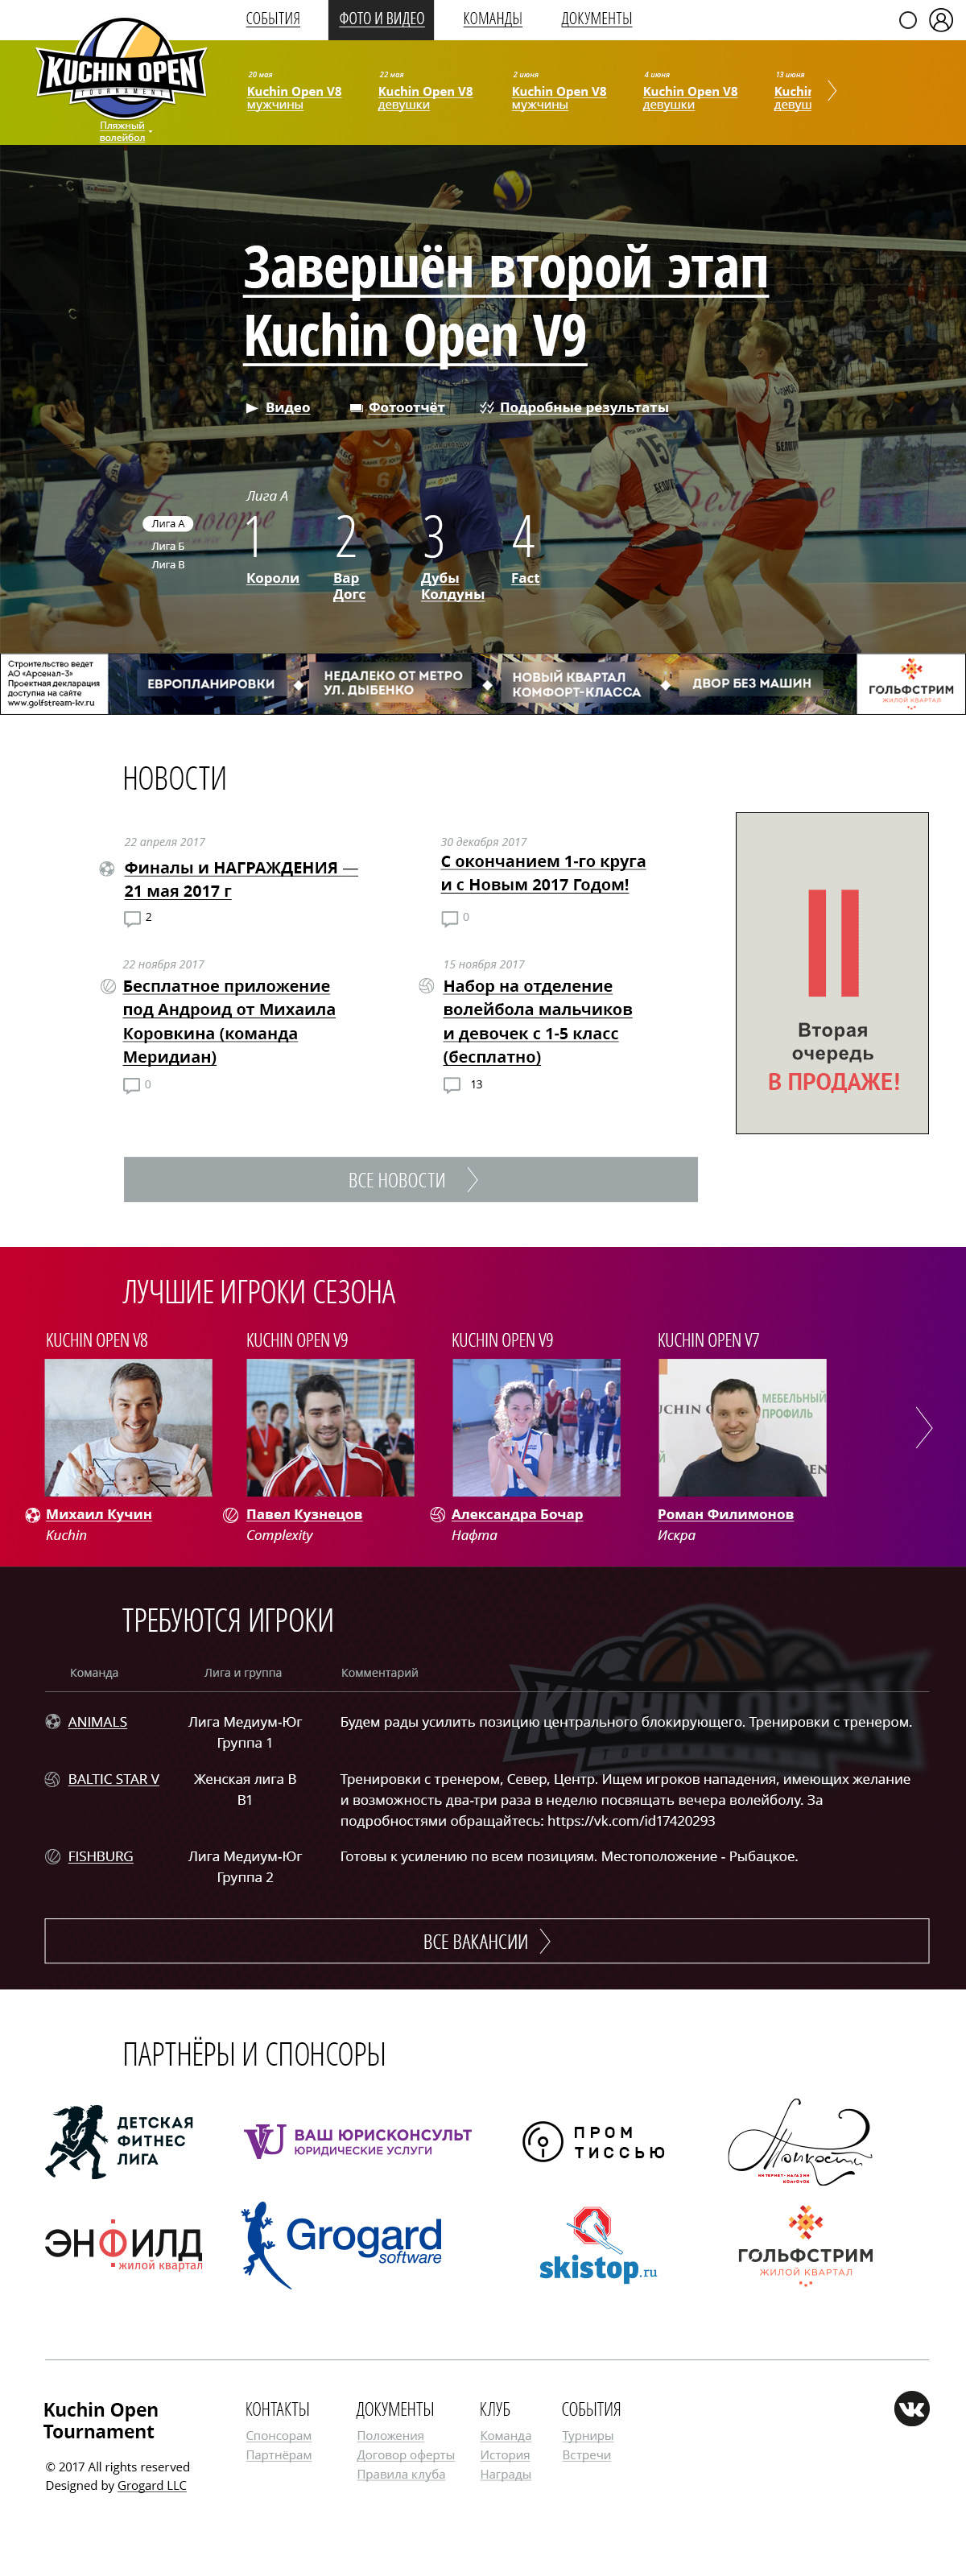 СОБЫТИЯ
ФОТО И ВИДЕО
КОМАНДЫ
ДОКУМЕНТЫ
KUCHIN OPEN
TOURNAMENT
Пляжный
волейбол
20 мая
Kuchin Open V8
мужчины
22 мая
Kuchin Open V8
девушки
2 июня
Kuchin Open V8
мужчины
4 июня
Kuchin Open V8
девушки
13 июня
Kuchin
девуш
Завершён второй этап
Kuchin Open V9
Видео
Фотоотчёт
Подробные результаты
15
Лига А
Лига А
Лига Б
Лига В
1
Короли
2
Вар
Догс
3
Дубы
Колдуны
4
Fact
Строительство ведет
АО «Арсенал-3»
Проектная декларация
доступна на сайте
www.golfstream-kv.ru
ЕВРОПЛАНИРОВКИ
НЕДАЛЕКО ОТ МЕТРО
УЛ. ДЫБЕНКО
НОВЫЙ КВАРТАЛ
КОМФОРТ-КЛАССА
ДВОР БЕЗ МАШИН
ГОЛЬФСТРИМ
ЖИЛОЙ КВАРТАЛ
НОВОСТИ
22 апреля 2017
Финалы и НАГРАЖДЕНИЯ —
21 мая 2017 г
2
30 декабря 2017
С окончанием 1-го круга
и с Новым 2017 Годом!
0
22 ноября 2017
Бесплатное приложение
под Андроид от Михаила
Коровкина (команда
Меридиан)
0
15 ноября 2017
Набор на отделение
волейбола мальчиков
и девочек с 1-5 класс
(бесплатно)
13
II
Вторая
очередь
В ПРОДАЖЕ!
ВСЕ НОВОСТИ
ЛУЧШИЕ ИГРОКИ СЕЗОНА
KUCHIN OPEN V8
Михаил Кучин
Kuchin
KUCHIN OPEN V9
Павел Кузнецов
Complexity
KUCHIN OPEN V9
Александра Бочар
Нафта
KUCHIN OPEN V7
МЕБЕЛЬНЫЙ
ПРОФИЛЬ
Роман Филимонов
Искра
ТРЕБУЮТСЯ ИГРОКИ
Команда
Лига и группа
Комментарий
ANIMALS
Лига Медиум-Юг
Группа 1
Будем рады усилить позицию центрального блокирующего. Тренировки с тренером.
BALTIC STAR V
Женская лига В
В1
Тренировки с тренером, Север, Центр. Ищем игроков нападения, имеющих желание
и возможность два-три раза в неделю посвящать вечера волейболу. За
подробностями обращайтесь: https://vk.com/id17420293
FISHBURG
Лига Медиум-Юг
Группа 2
Готовы к усилению по всем позициям. Местоположение - Рыбацкое.
KUCHIN OPEN
TOURNAMENT
ВСЕ ВАКАНСИИ
ПАРТНЁРЫ И СПОНСОРЫ
ДЕТСКАЯ
ФИТНЕС
ЛИГА
ВАШ ЮРИСКОНСУЛЬТ
ЮРИДИЧЕСКИЕ УСЛУГИ
ПРОМ
ТИССЬЮ
Тонкости
ИНТЕРНЕТ-МАГАЗИН
КОЛГОТОК
ЭНФИЛД
жилой квартал
Grogard
software
skistop.ru
ГОЛЬФСТРИМ
ЖИЛОЙ КВАРТАЛ
Kuchin Open
Tournament
© 2017 All rights reserved
Designed by Grogard LLC
КОНТАКТЫ
Спонсорам
Партнёрам
ДОКУМЕНТЫ
Положения
Договор оферты
Правила клуба
КЛУБ
Команда
История
Награды
СОБЫТИЯ
Турниры
Встречи